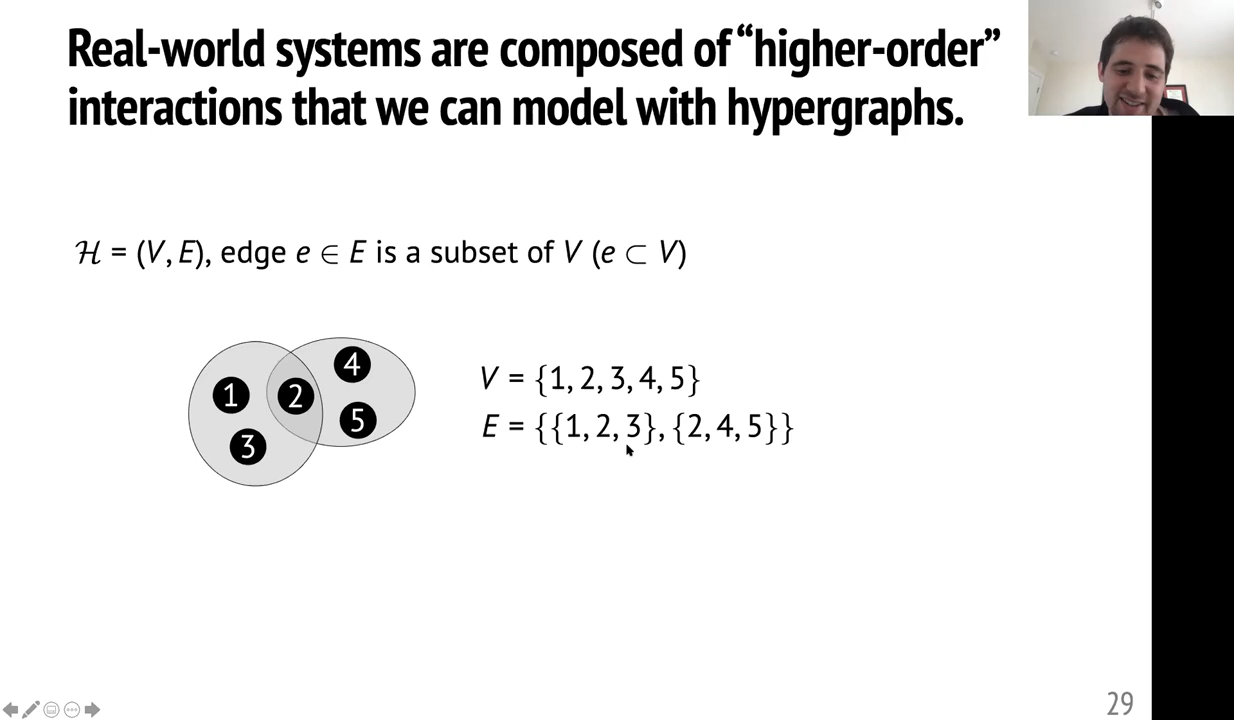 Real-world systems are composed of “higher-order”
interactions that we can model with hypergraphs.
ℋ = (V, E), edge e ∈ E is a subset of V (e ⊂ V)
1
2
3
4
5
V = {1, 2, 3, 4, 5}
E = {{1, 2, 3}, {2, 4, 5}}
29